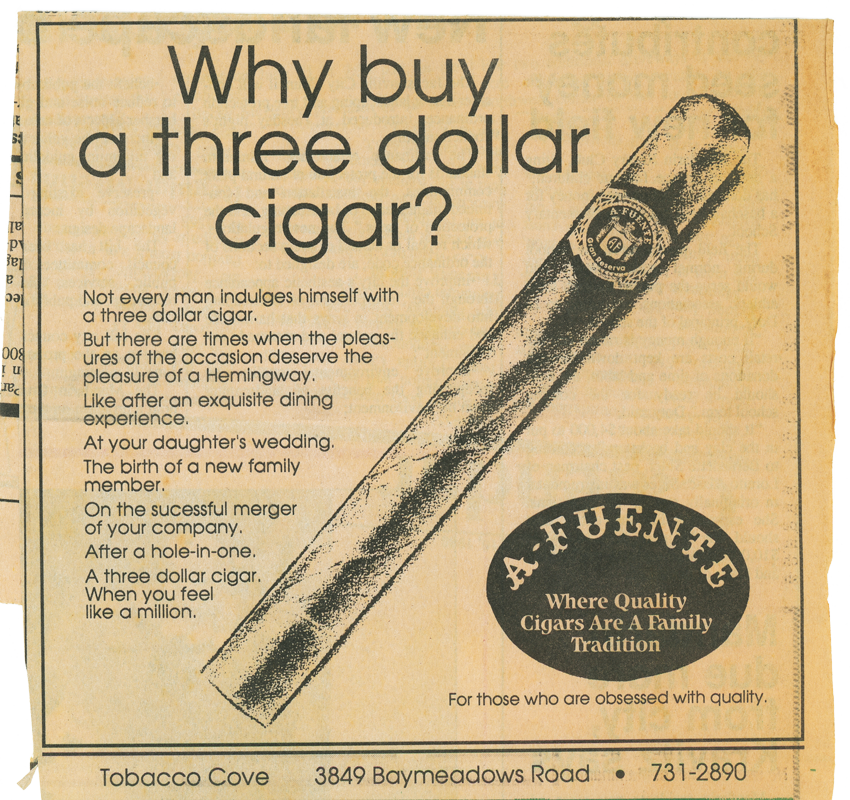 Why buy
a three dollar
cigar?
Not every man indulges himself with
a three dollar cigar.
But there are times when the pleas-
ures of the occasion deserve the
pleasure of a Hemingway.
Like after an exquisite dining
experience.
At your daughter's wedding.
The birth of a new family
member.
On the sucessful merger
of your company.
After a hole-in-one.
A three dollar cigar.
When you feel
like a million.
A. FUENTE
AF
Gran Reserva
A-FUENTE
Where Quality
Cigars Are A Family
Tradition
For those who are obsessed with quality.
Tobacco Cove 3849 Baymeadows Road • 731-2890